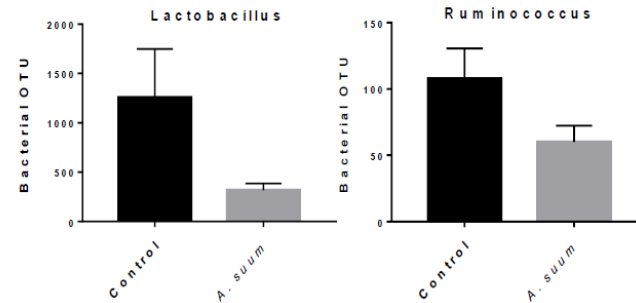 Lactobacillus
Bacterial OTU
2000
1500
1000
500
0
Control
A. suum
Ruminococcus
Bacterial OTU
150
100
50
0
Control
A. suum